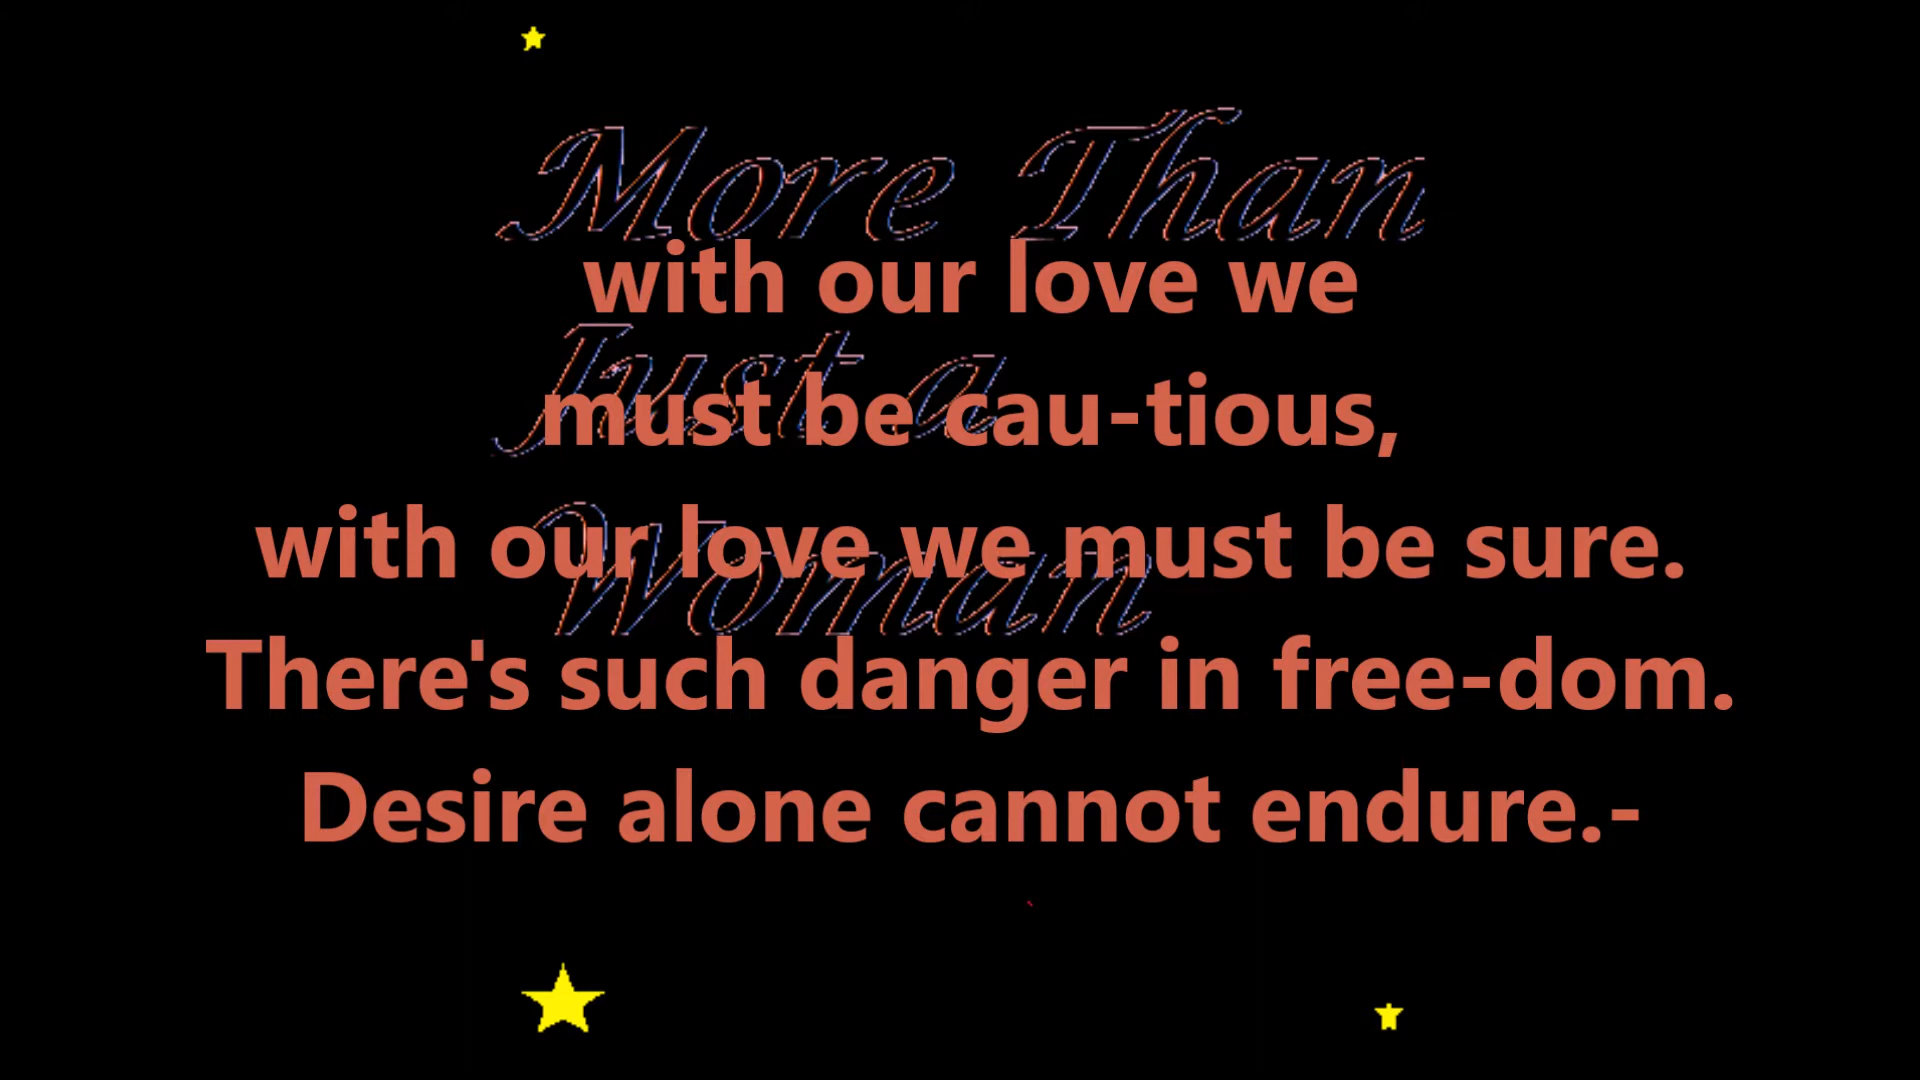 More Than
with our love we
Just a
must be cau-tious,
with our love we must be sure.
Woman
There's such danger in free-dom.
Desire alone cannot endure.-